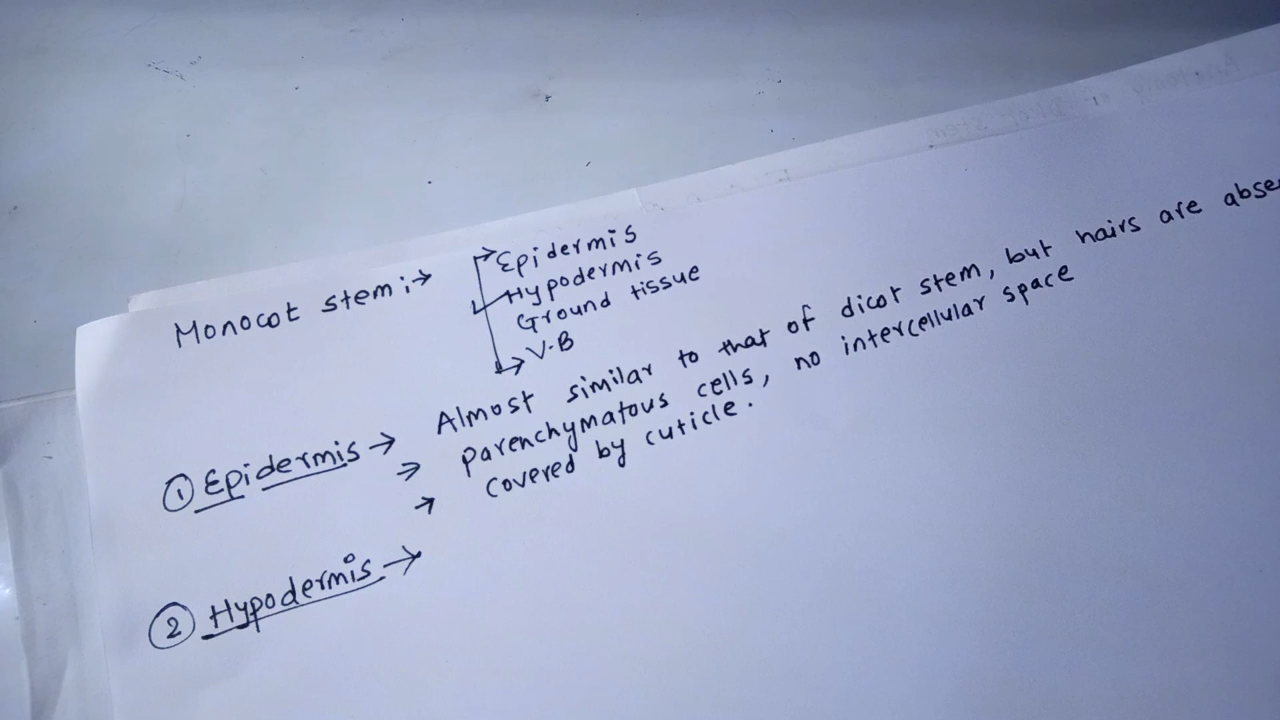 Monocot stem :→
→Epidermis
→Hypodermis
Ground tissue
→V.B
① Epidermis → Almost similar to that of dicot stem, but hairs are abse
→ parenchymatous cells, no intercellular space
→ covered by cuticle.
② Hypodermis →